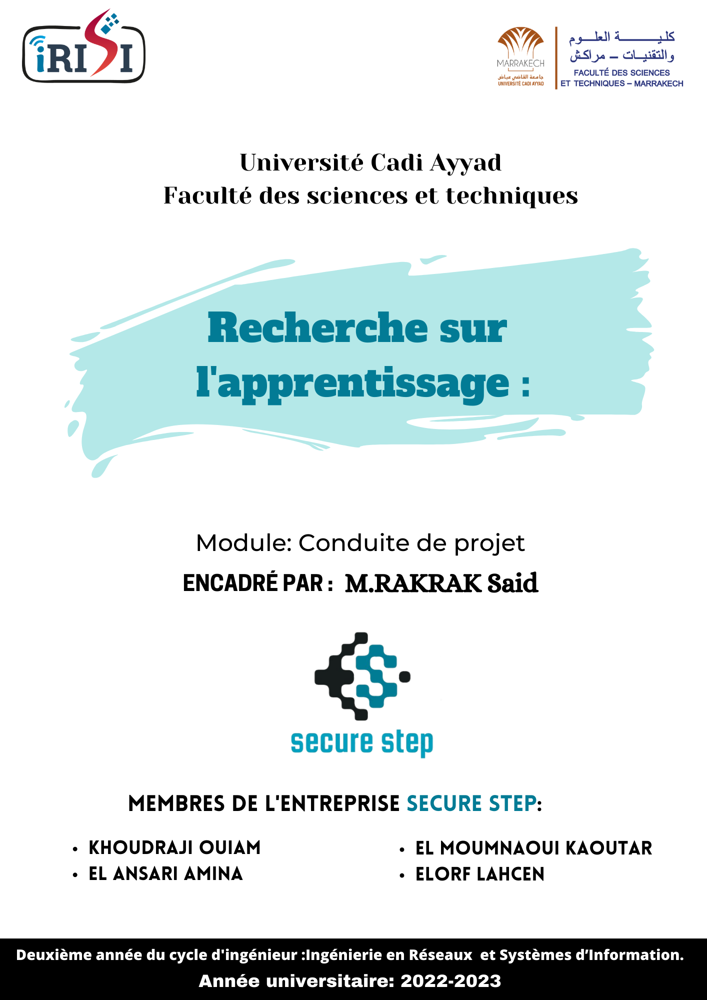 iRISI
MARRAKECH
جامعة القاضي عياض
UNIVERSITÉ CADI AYYAD
كليـــــــــة العلـــوم
والتقنيـــات – مراكـش
FACULTÉ DES SCIENCES
ET TECHNIQUES – MARRAKECH
Université Cadi Ayyad
Faculté des sciences et techniques
Recherche sur
l'apprentissage :
Module: Conduite de projet
ENCADRÉ PAR : M.RAKRAK Said
secure step
MEMBRES DE L'ENTREPRISE SECURE STEP:
• KHOUDRAJI OUIAM
• EL ANSARI AMINA
• EL MOUMNAOUI KAOUTAR
• ELORF LAHCEN
Deuxième année du cycle d'ingénieur :Ingénierie en Réseaux et Systèmes d’Information.
Année universitaire: 2022-2023